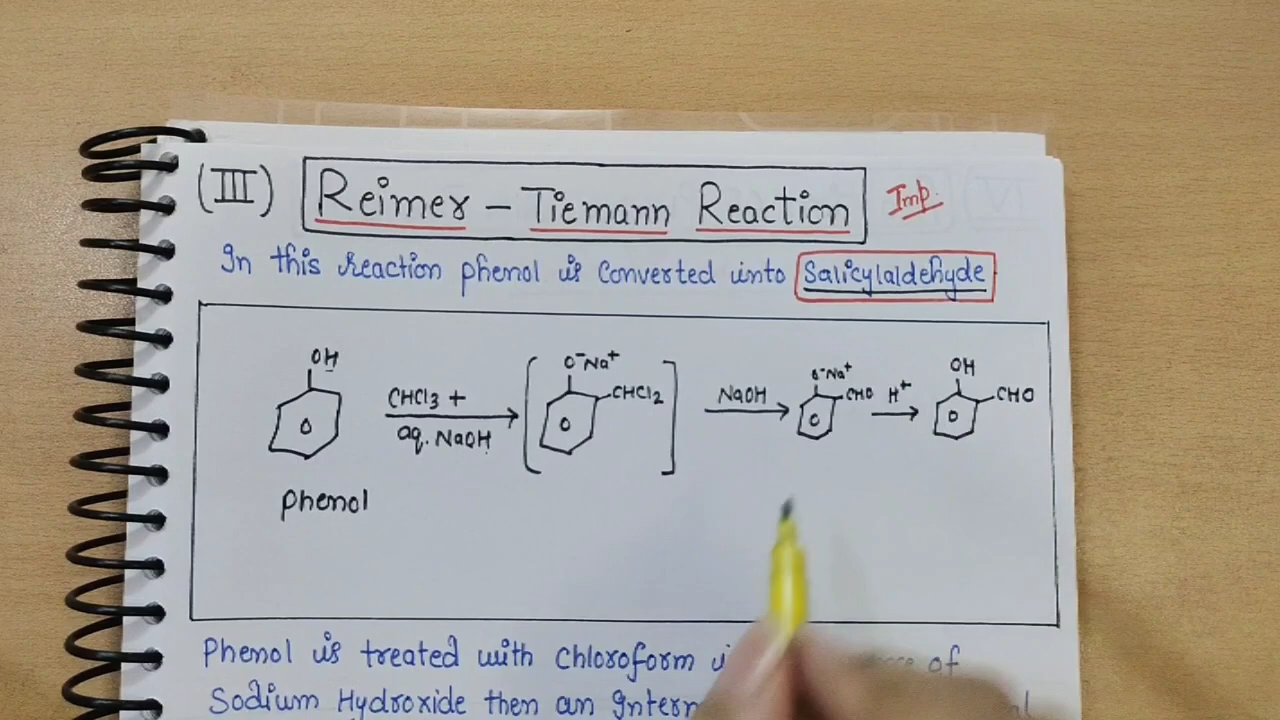 (III) Reimer - Tiemann Reaction Imp.
In this reaction phenol is converted into Salicylaldehyde
OH
CHCl3 +
aq. NaOH
O⁻Na⁺
CHCl2
NaOH
O⁻Na⁺
CHO
H⁺
OH
CHO
Phenol
Phenol is treated with chloroform of
Sodium Hydroxide then an